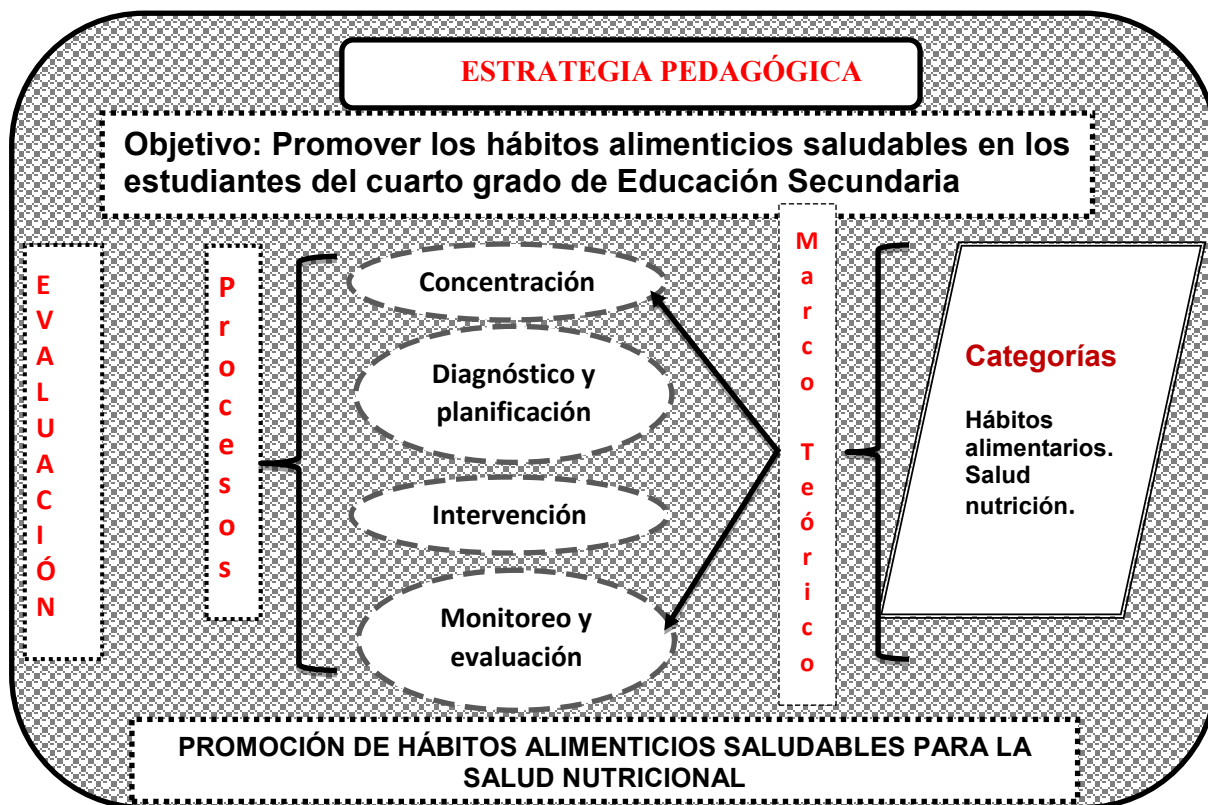 ESTRATEGIA PEDAGÓGICA
Objetivo: Promover los hábitos alimenticios saludables en los
estudiantes del cuarto grado de Educación Secundaria
EVALUACIÓN
Procesos
Concentración
Diagnóstico y
planificación
Intervención
Monitoreo y
evaluación
Marco Teórico
Categorías
Hábitos
alimentarios.
Salud
nutrición.
PROMOCIÓN DE HÁBITOS ALIMENTICIOS SALUDABLES PARA LA
SALUD NUTRICIONAL